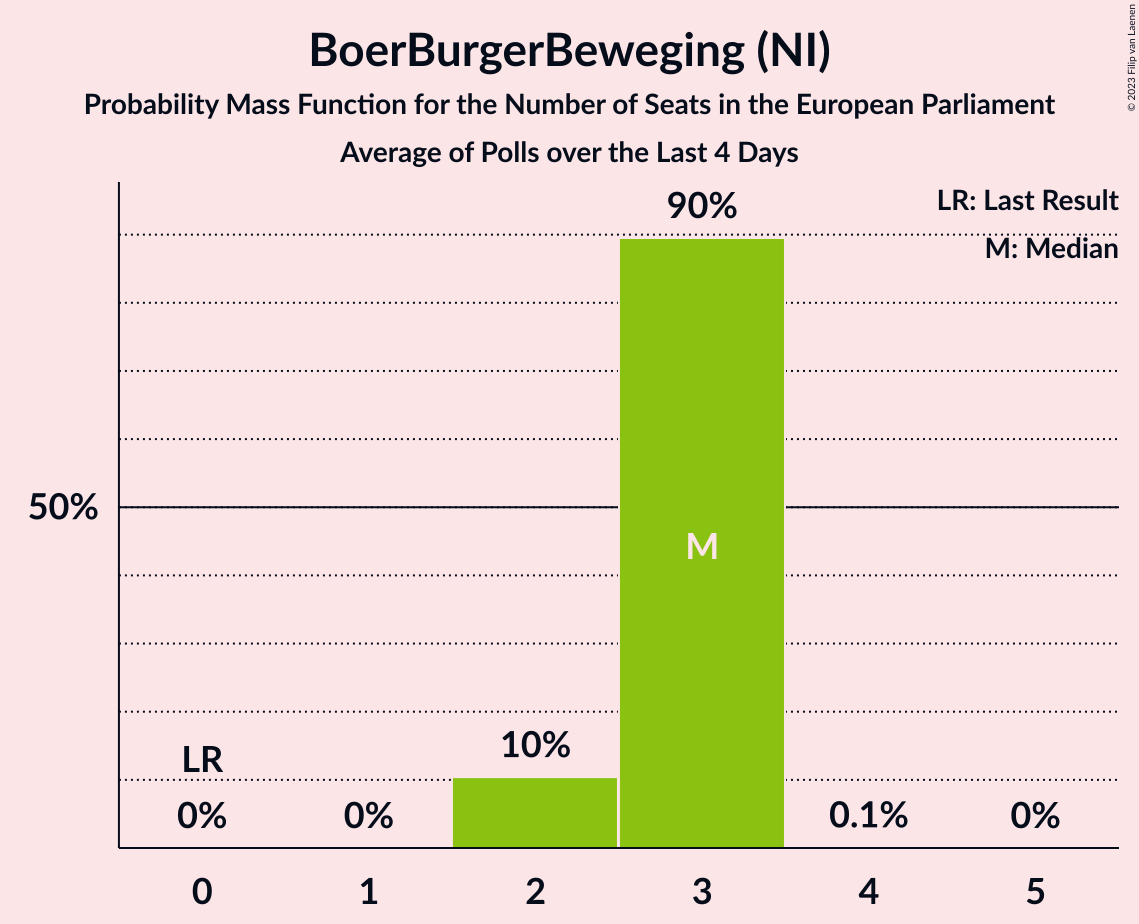 BoerBurgerBeweging (NI)
Probability Mass Function for the Number of Seats in the European Parliament
Average of Polls over the Last 4 Days
© 2023 Filip van Laenen
LR: Last Result
M: Median
90%
50%
M
10%
LR
0%
0%
0.1%
0%
0
1
2
3
4
5